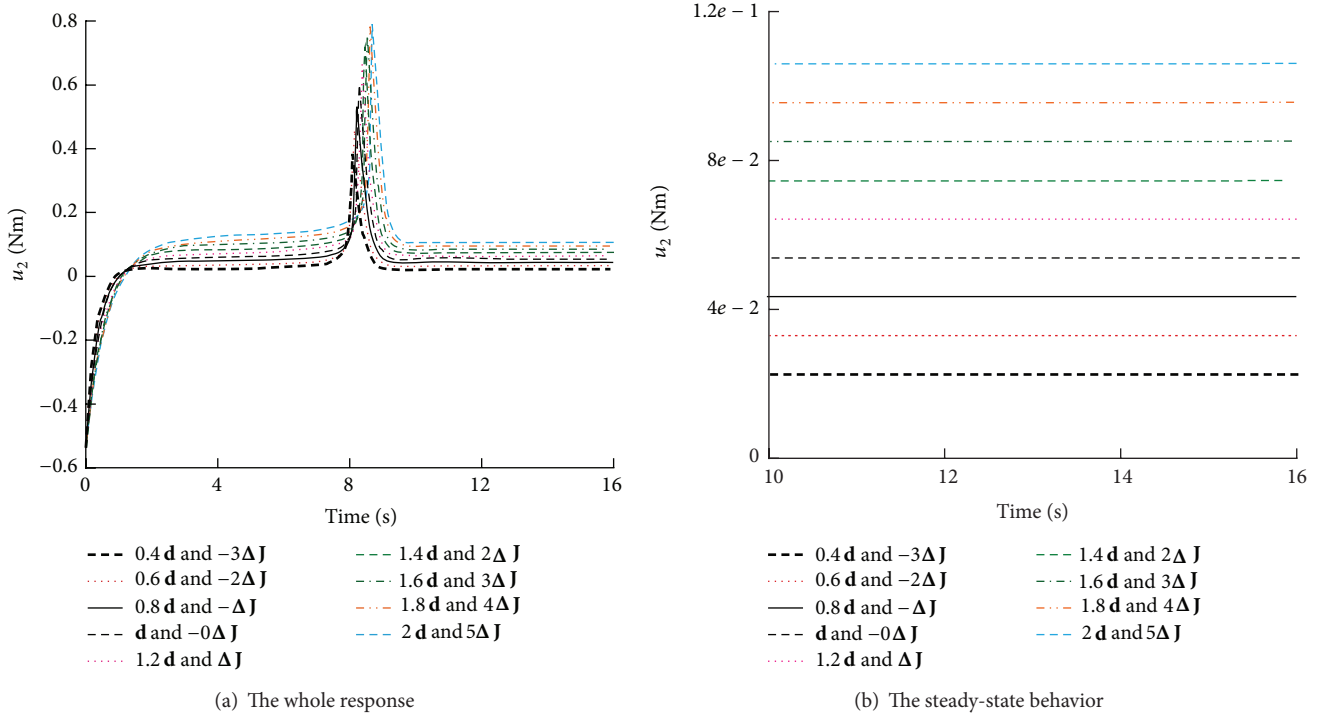 0.8
0.6
0.4
0.2
0
−0.2
−0.4
−0.6
u₂ (Nm)
0 4 8 12 16
Time (s)
0.4 d and −3Δ J
0.6 d and −2Δ J
0.8 d and −Δ J
d and −0Δ J
1.2 d and Δ J
1.4 d and 2Δ J
1.6 d and 3Δ J
1.8 d and 4Δ J
2 d and 5Δ J
(a) The whole response
1.2e − 1
8e − 2
4e − 2
0
u₂ (Nm)
10 12 14 16
Time (s)
0.4 d and −3Δ J
0.6 d and −2Δ J
0.8 d and −Δ J
d and −0Δ J
1.2 d and Δ J
1.4 d and 2Δ J
1.6 d and 3Δ J
1.8 d and 4Δ J
2 d and 5Δ J
(b) The steady-state behavior